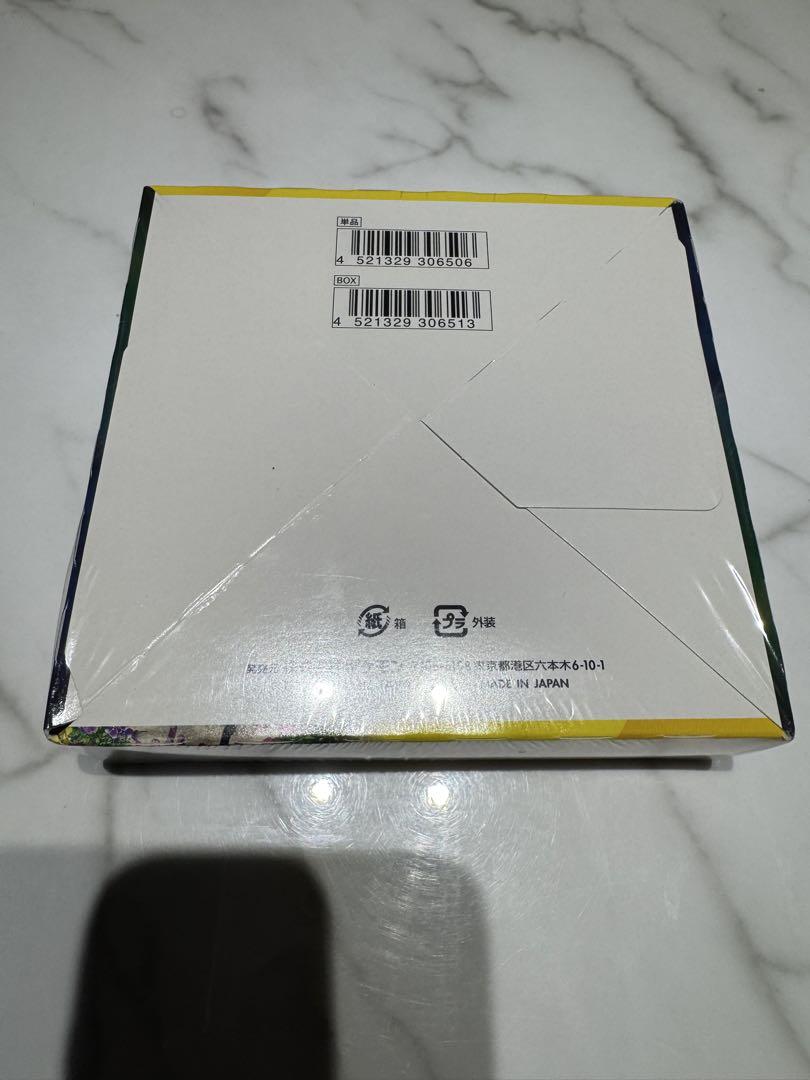 単品
4 521329 306506
BOX
4 521329 306513
紙 箱
プラ 外装
東京都港区六本木6-10-1
MADE IN JAPAN